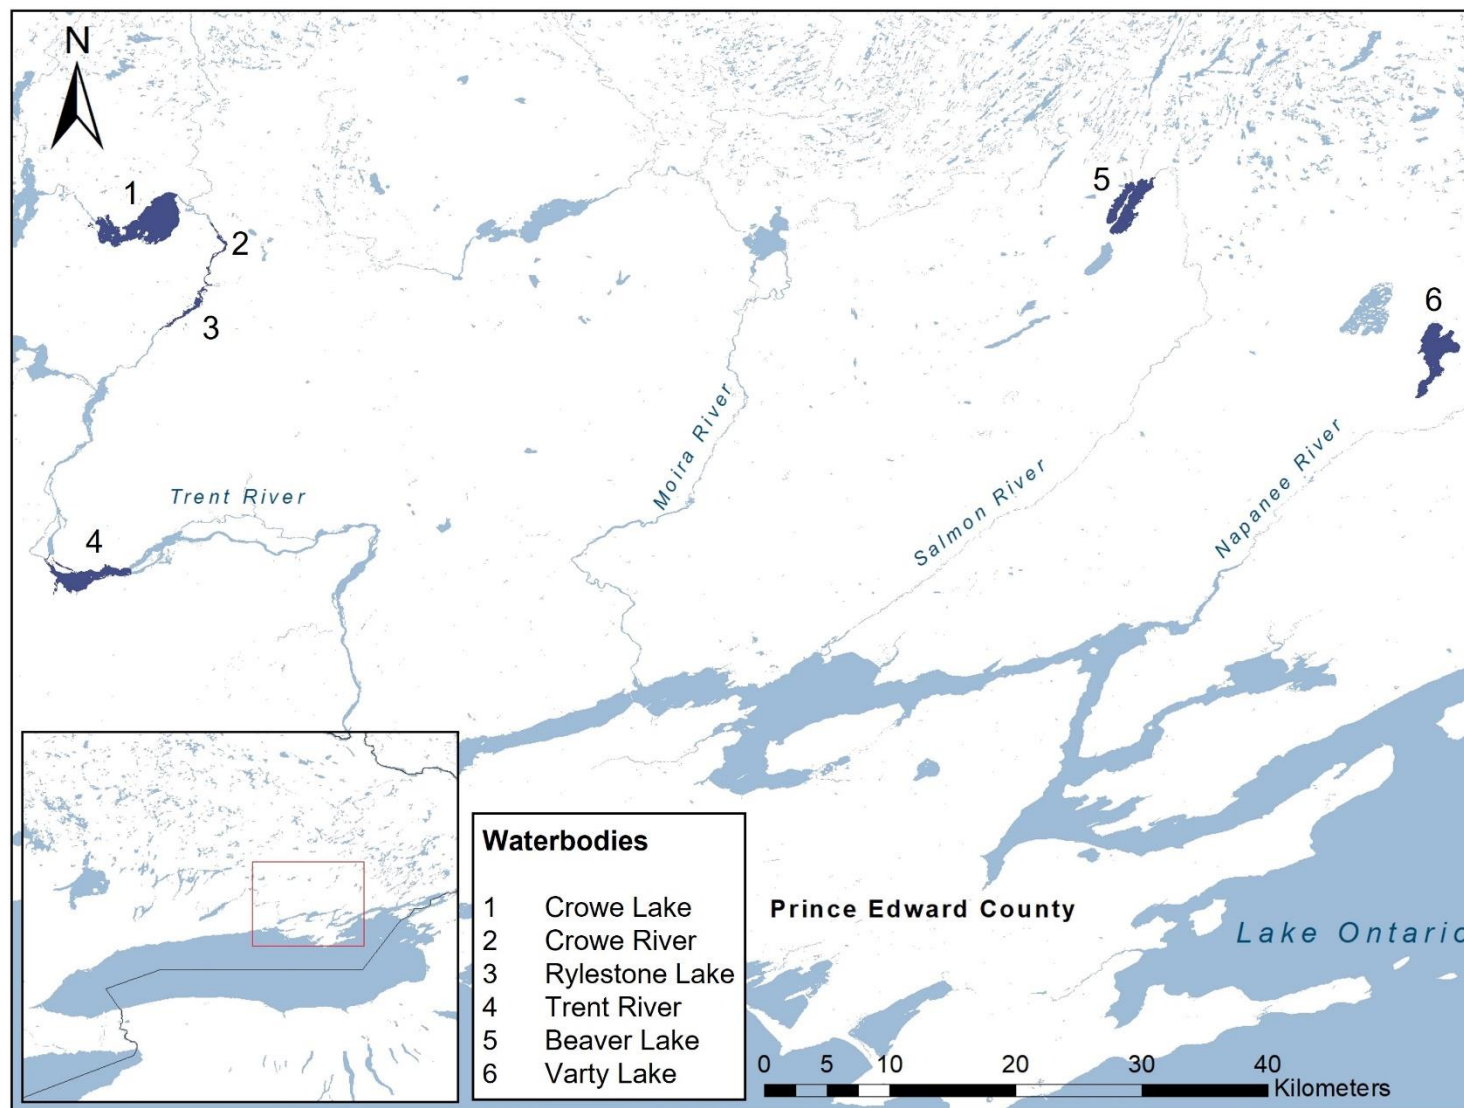 N
1
2
3
4
5
6
Trent River
Moira River
Salmon River
Napanee River
Prince Edward County
Lake Ontario
Waterbodies
1 Crowe Lake
2 Crowe River
3 Rylestone Lake
4 Trent River
5 Beaver Lake
6 Varty Lake
0 5 10 20 30 40
Kilometers